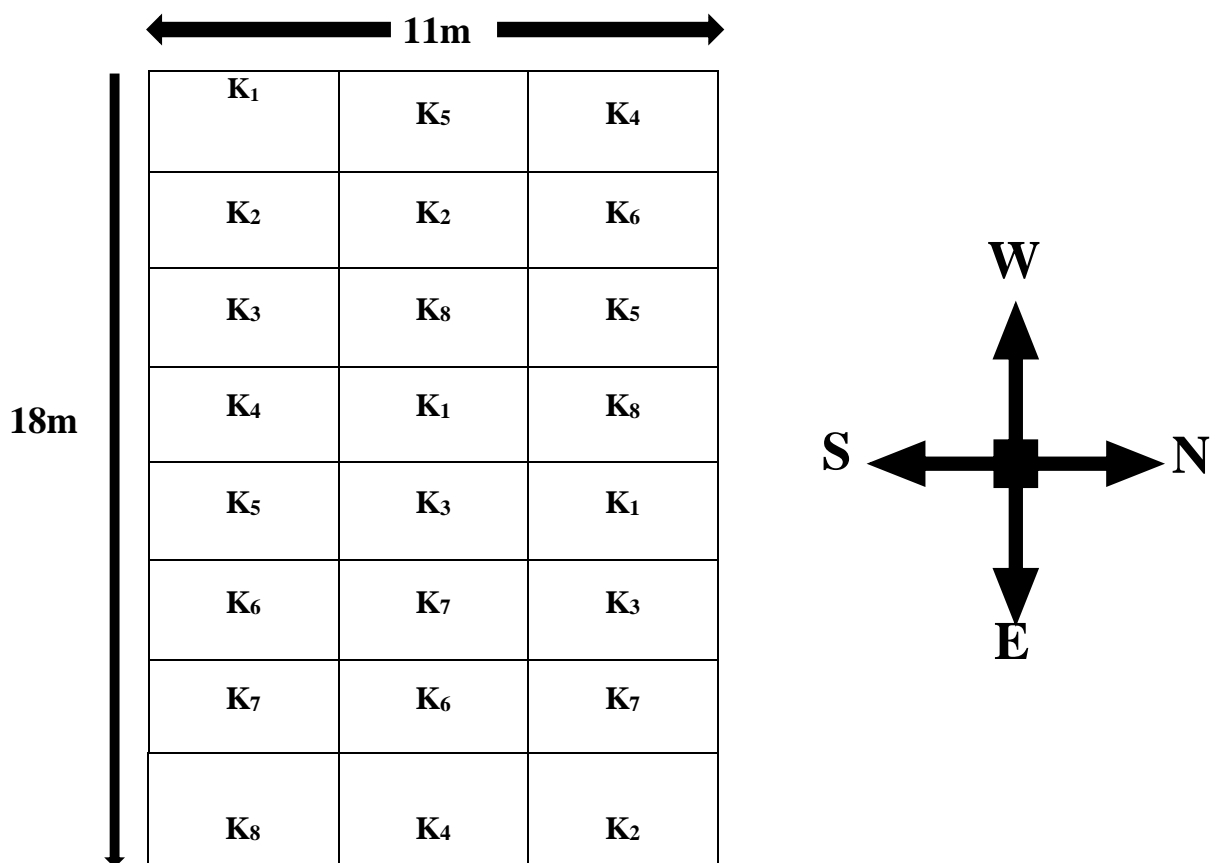 11m
K₁ K₅ K₄
K₂ K₂ K₆
W
K₃ K₈ K₅
18m K₄ K₁ K₈
S N
K₅ K₃ K₁
K₆ K₇ K₃
E
K₇ K₆ K₇
K₈ K₄ K₂